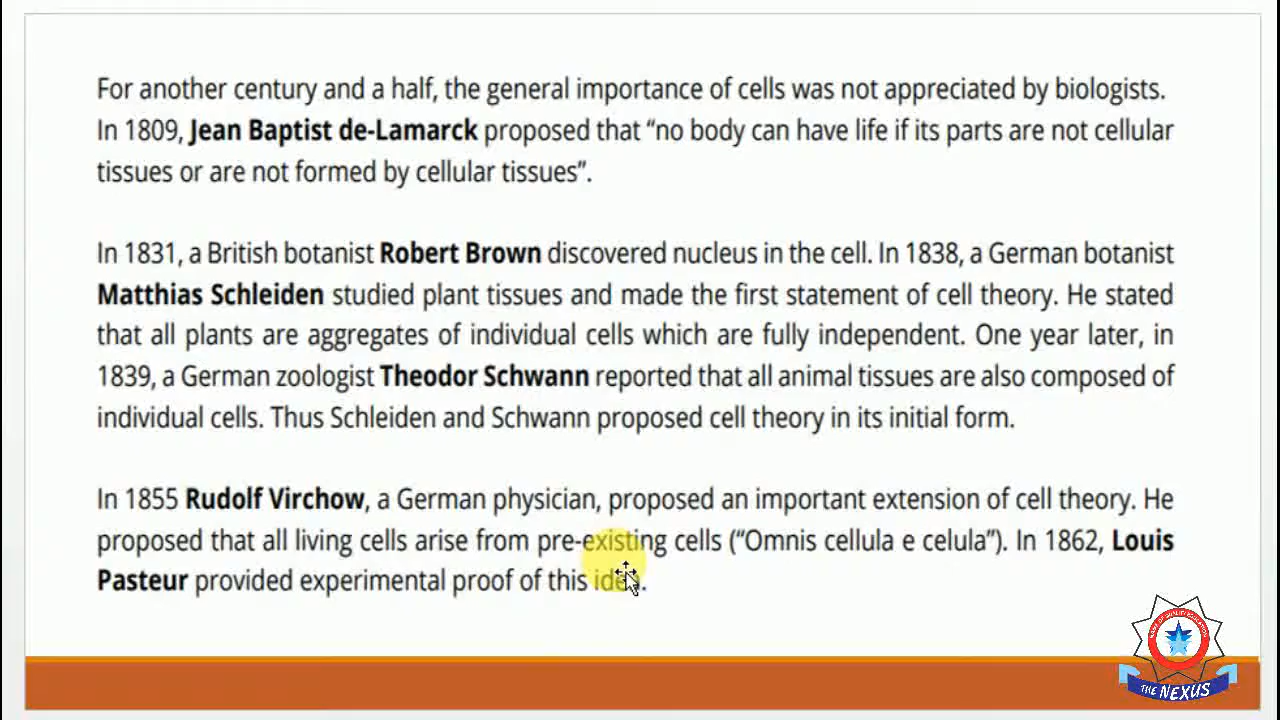 For another century and a half, the general importance of cells was not appreciated by biologists.
In 1809, Jean Baptist de-Lamarck proposed that “no body can have life if its parts are not cellular
tissues or are not formed by cellular tissues”.
In 1831, a British botanist Robert Brown discovered nucleus in the cell. In 1838, a German botanist
Matthias Schleiden studied plant tissues and made the first statement of cell theory. He stated
that all plants are aggregates of individual cells which are fully independent. One year later, in
1839, a German zoologist Theodor Schwann reported that all animal tissues are also composed of
individual cells. Thus Schleiden and Schwann proposed cell theory in its initial form.
In 1855 Rudolf Virchow, a German physician, proposed an important extension of cell theory. He
proposed that all living cells arise from pre-existing cells (“Omnis cellula e celula”). In 1862, Louis
Pasteur provided experimental proof of this idea.
THE NEXUS